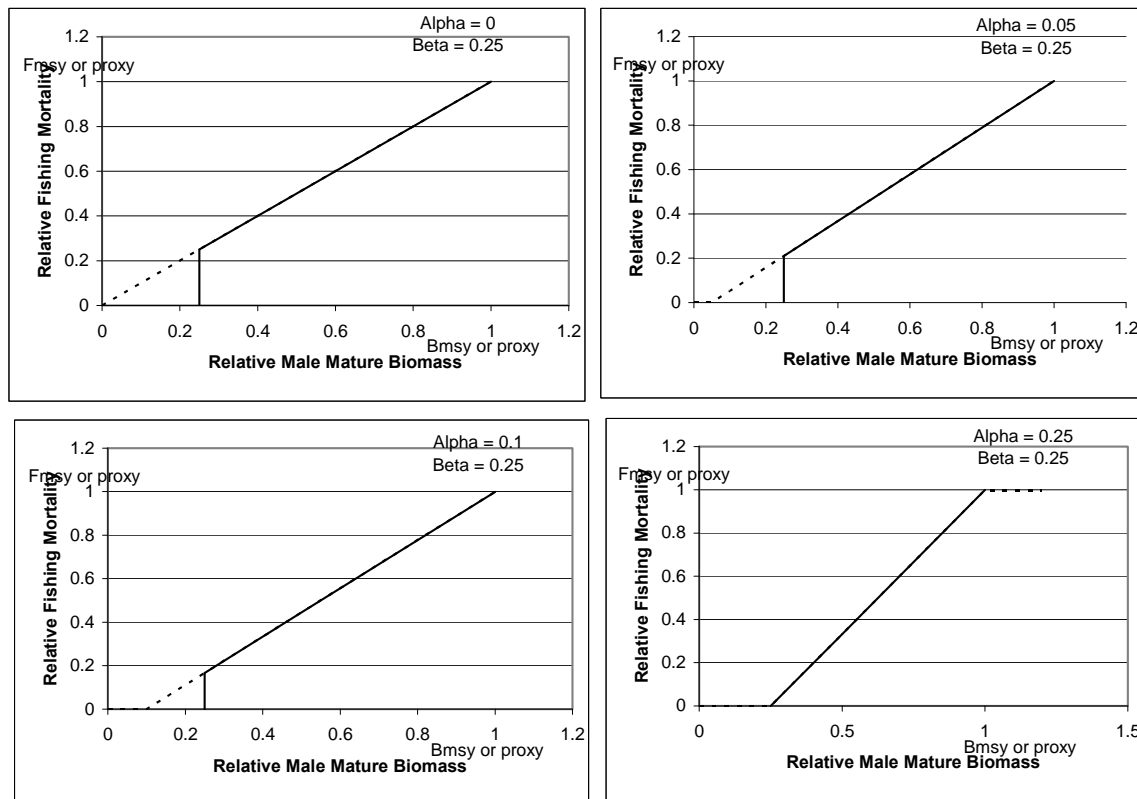 Alpha = 0
Beta = 0.25
1.2
Fmsy or proxy
1
0.8
0.6
0.4
0.2
0
Relative Fishing Mortality
0 0.2 0.4 0.6 0.8 1 1.2
Bmsy or proxy
Relative Male Mature Biomass
Alpha = 0.05
Beta = 0.25
1.2
Fmsy or proxy
1
0.8
0.6
0.4
0.2
0
Relative Fishing Mortality
0 0.2 0.4 0.6 0.8 1 1.2
Bmsy or proxy
Relative Male Mature Biomass
Alpha = 0.1
Beta = 0.25
1.2
Fmsy or proxy
1
0.8
0.6
0.4
0.2
0
Relative Fishing Mortality
0 0.2 0.4 0.6 0.8 1 1.2
Bmsy or proxy
Relative Male Mature Biomass
Alpha = 0.25
Beta = 0.25
1.2
Fmsy or proxy
1
0.8
0.6
0.4
0.2
0
Relative Fishing Mortality
0 0.5 1 1.5
Bmsy or proxy
Relative Male Mature Biomass